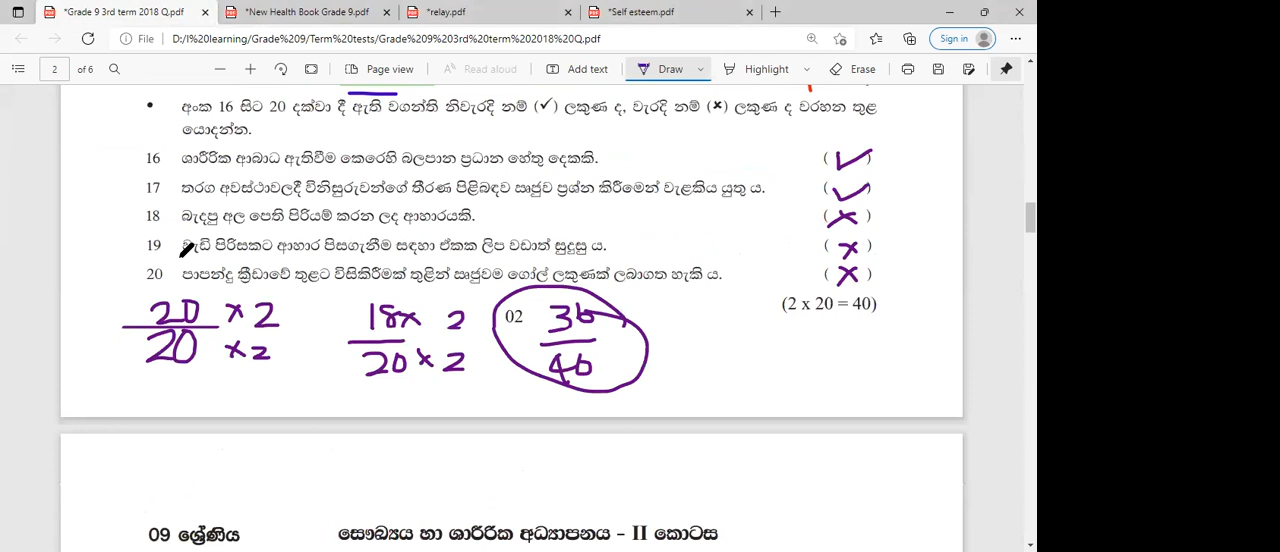 *Grade 9 3rd term 2018 Q.pdf
*New Health Book Grade 9.pdf
*relay.pdf
*Self esteem.pdf
File
D:/I%20learning/Grade%209/Term%20tests/Grade%209%203rd%20term%202018%20Q.pdf
Sign in
2 of 6
Page view
Read aloud
Add text
Draw
Highlight
Erase
• අංක 16 සිට 20 දක්වා දී ඇති වගන්ති නිවැරදි නම් (✓) ලකුණ ද, වැරදි නම් (×) ලකුණ ද වරහන තුළ
යොදන්න.
16 ශාරීරික ආබාධ ඇතිවීම කෙරෙහි බලපාන ප්‍රධාන හේතු දෙකකි. (✓)
17 තරග අවස්ථාවලදී විනිසුරුවන්ගේ තීරණ පිළිබඳව ඍජුව ප්‍රශ්න කිරීමෙන් වැළකිය යුතු ය. (✓)
18 බැදපු අල පෙති පිරියම් කරන ලද ආහාරයකි. (×)
19 වැඩි පිරිසකට ආහාර පිසගැනීම සඳහා ඒකක ලිප වඩාත් සුදුසු ය. (×)
20 පාපන්දු ක්‍රීඩාවේ තුළට විසිකිරීමක් තුළින් ඍජුවම ගෝල් ලකුණක් ලබාගත හැකි ය. (×)
(2 x 20 = 40)
20 × 2 18 × 2 02 36
20 × 2 20 × 2 40
09 ශ්‍රේණිය සෞඛ්‍යය හා ශාරීරික අධ්‍යාපනය – II කොටස